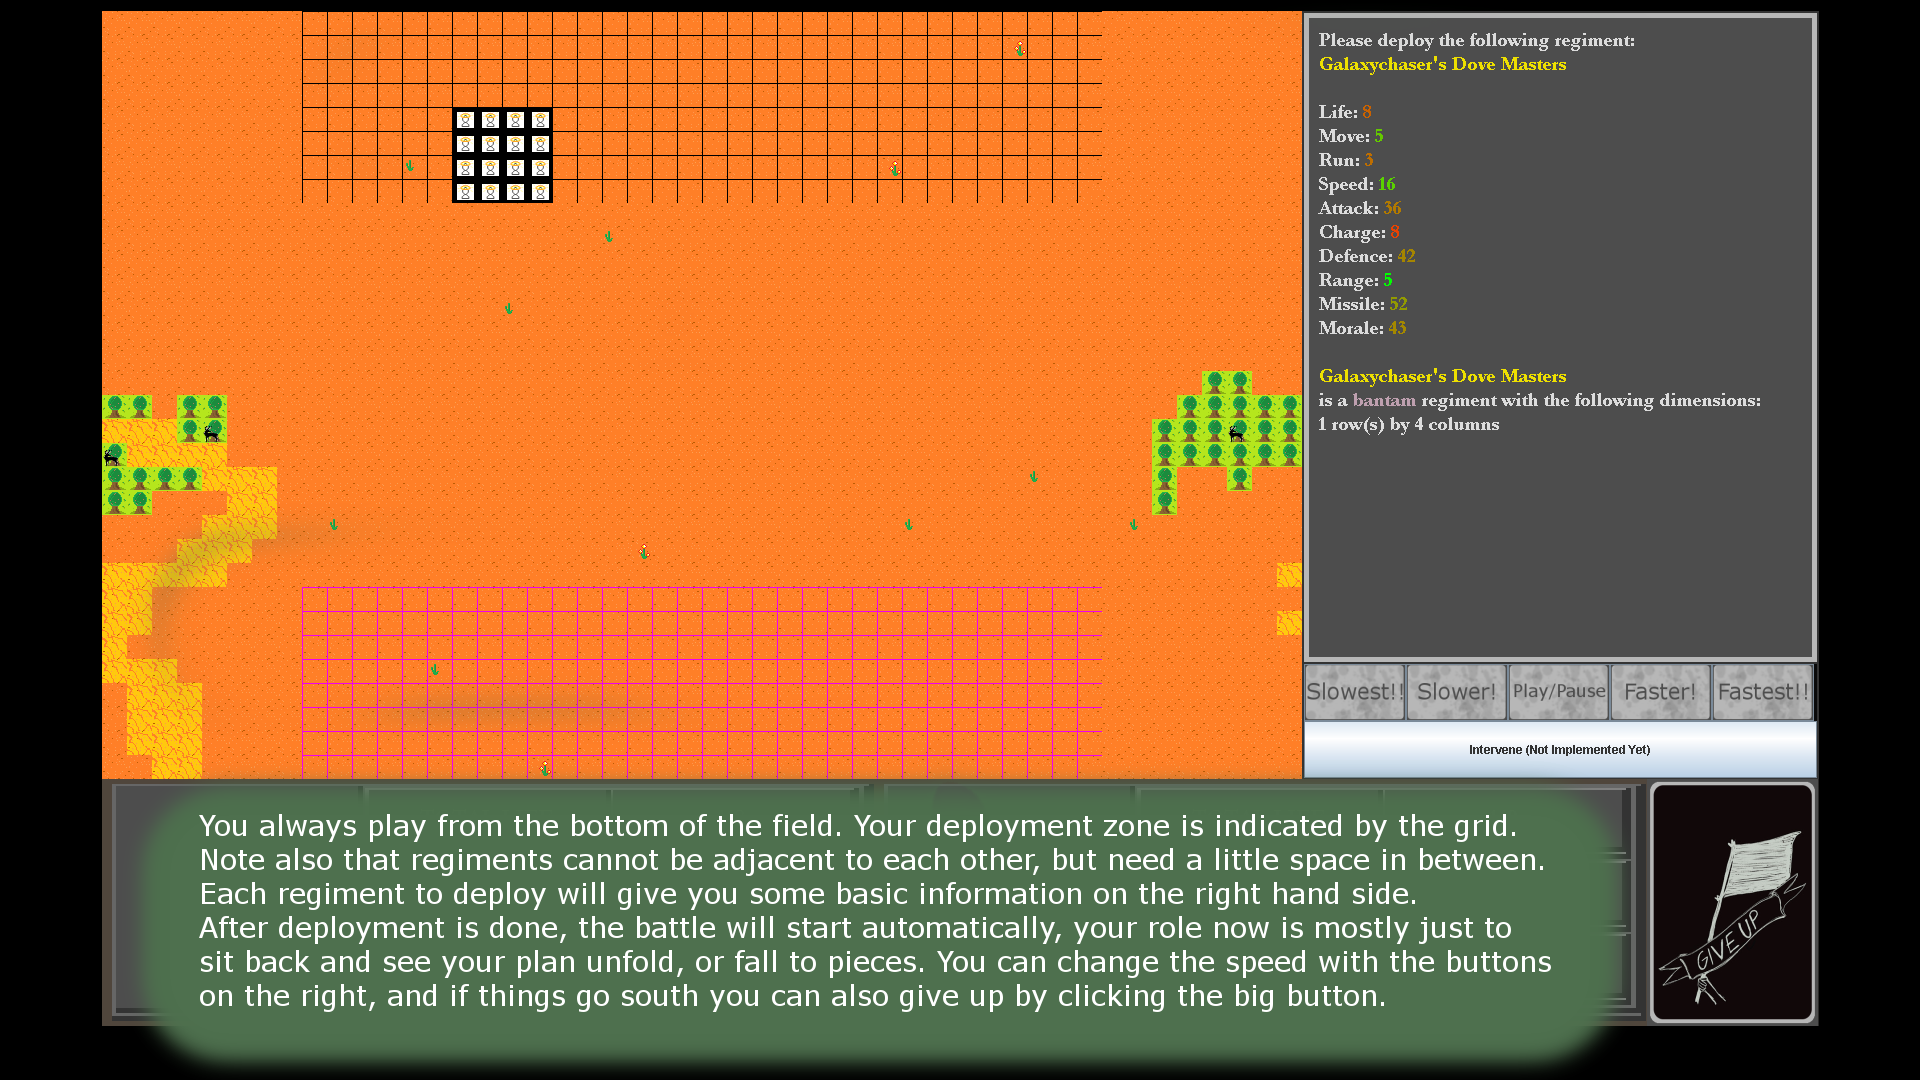 Please deploy the following regiment:
Galaxychaser's Dove Masters
Life: 8
Move: 5
Run: 3
Speed: 16
Attack: 36
Charge: 8
Defence: 42
Range: 5
Missile: 52
Morale: 43
Galaxychaser's Dove Masters
is a bantam regiment with the following dimensions:
1 row(s) by 4 columns
Slowest!! Slower! Play/Pause Faster! Fastest!!
Intervene (Not Implemented Yet)
You always play from the bottom of the field. Your deployment zone is indicated by the grid.
Note also that regiments cannot be adjacent to each other, but need a little space in between.
Each regiment to deploy will give you some basic information on the right hand side.
After deployment is done, the battle will start automatically, your role now is mostly just to
sit back and see your plan unfold, or fall to pieces. You can change the speed with the buttons
on the right, and if things go south you can also give up by clicking the big button.
GIVE UP